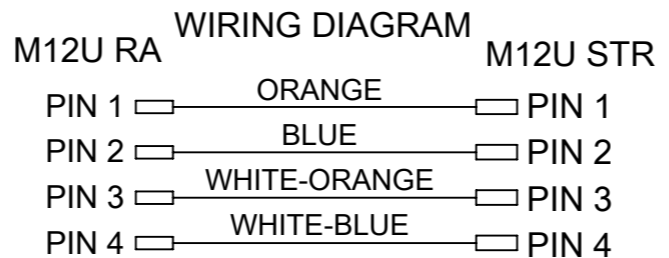 WIRING DIAGRAM
M12U RA M12U STR
PIN 1 ORANGE PIN 1
PIN 2 BLUE PIN 2
PIN 3 WHITE-ORANGE PIN 3
PIN 4 WHITE-BLUE PIN 4